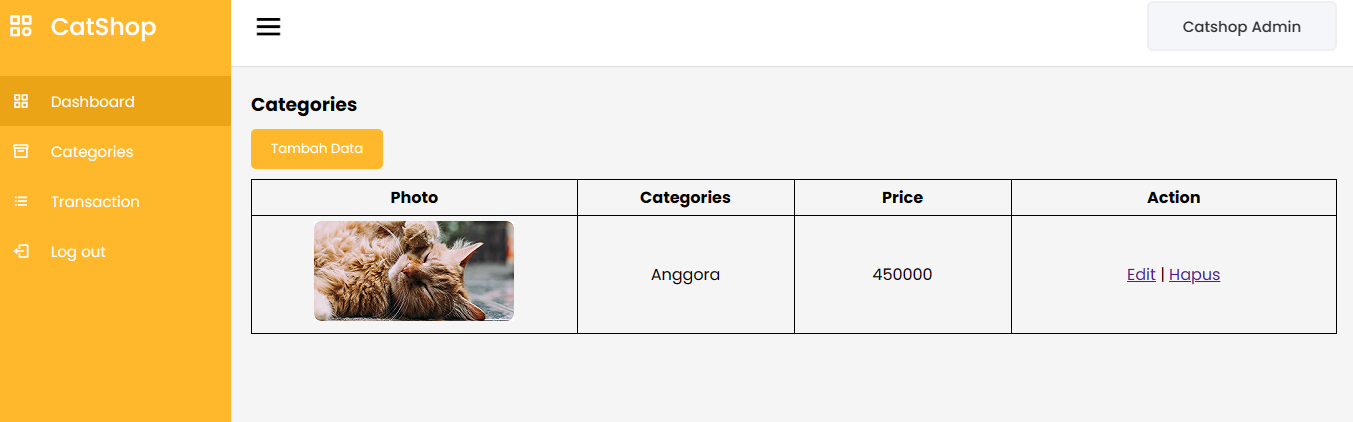 CatShop
Catshop Admin
Dashboard
Categories
Transaction
Log out
Categories
Tambah Data
Photo Categories Price Action
Anggora 450000 Edit | Hapus